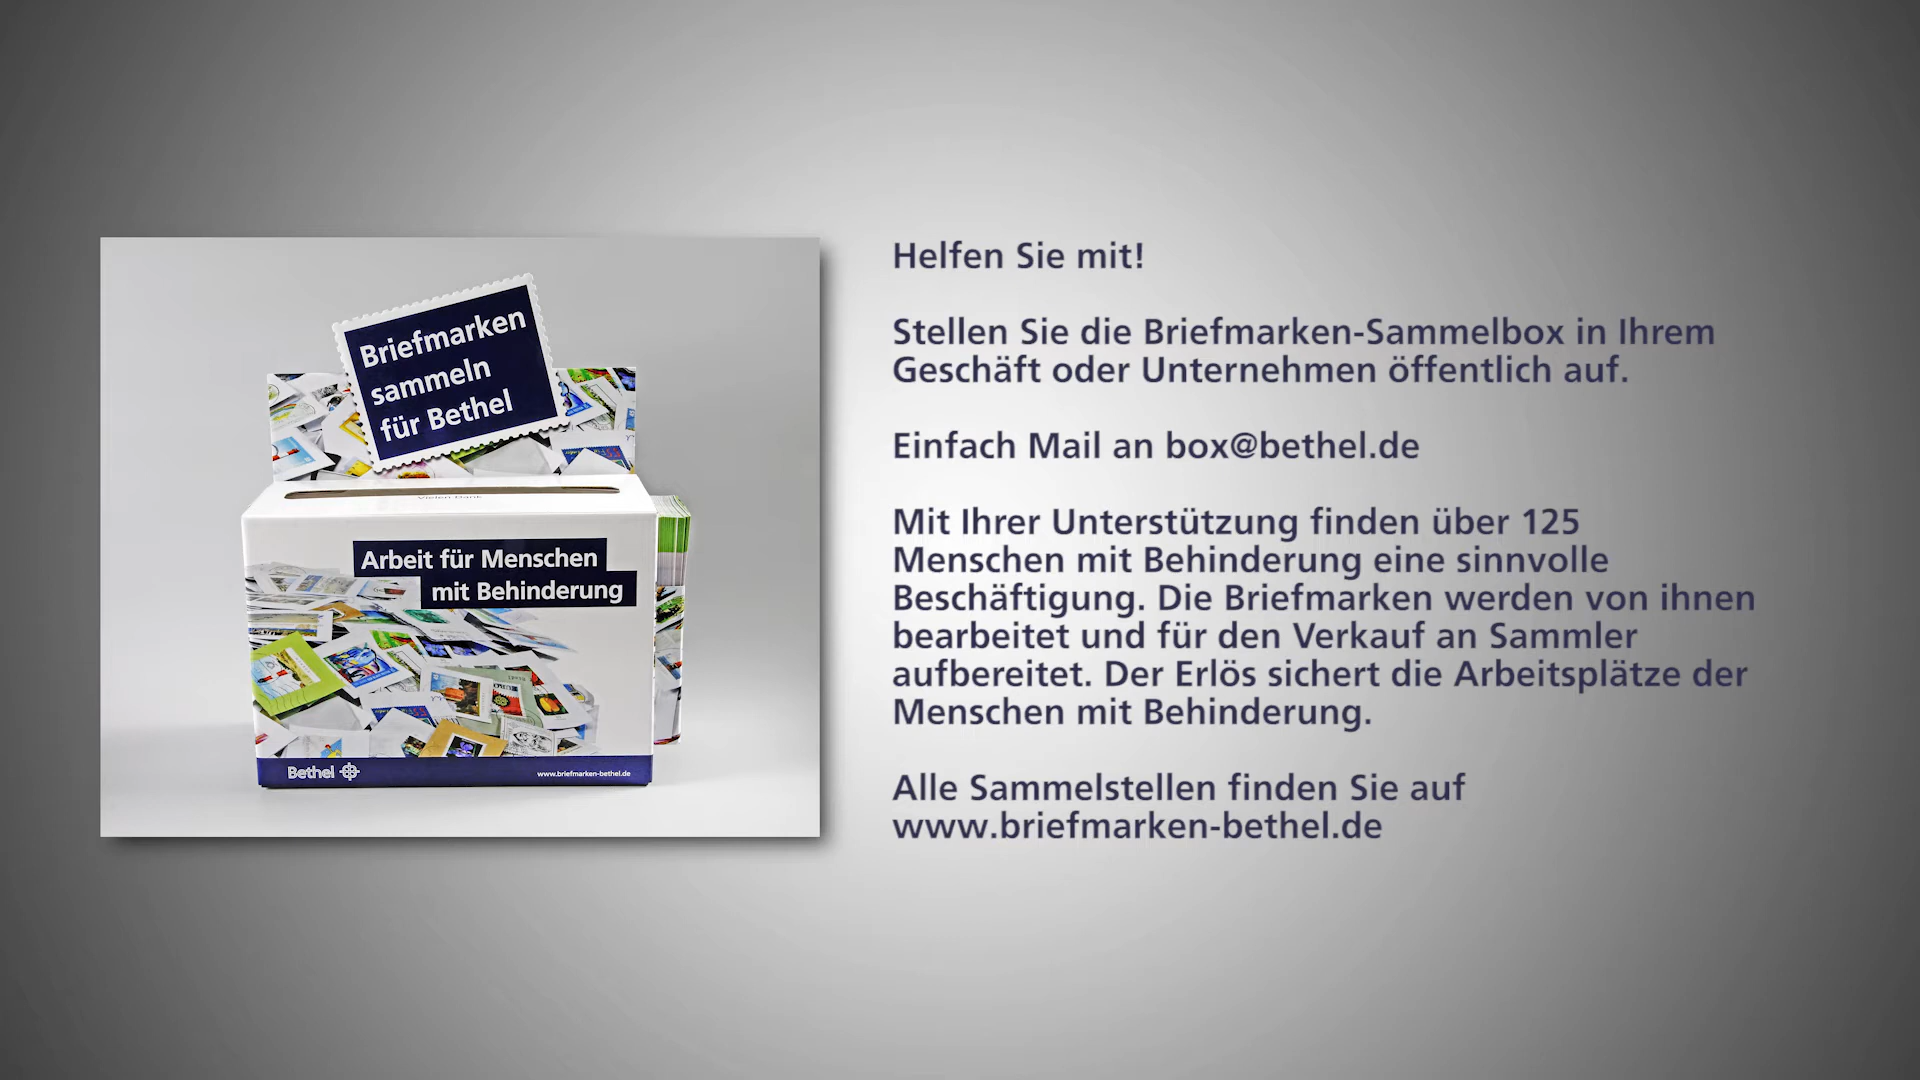 Briefmarken
sammeln
für Bethel
Vielen Dank
Arbeit für Menschen
mit Behinderung
Bethel
www.briefmarken-bethel.de
Helfen Sie mit!
Stellen Sie die Briefmarken-Sammelbox in Ihrem
Geschäft oder Unternehmen öffentlich auf.
Einfach Mail an box@bethel.de
Mit Ihrer Unterstützung finden über 125
Menschen mit Behinderung eine sinnvolle
Beschäftigung. Die Briefmarken werden von ihnen
bearbeitet und für den Verkauf an Sammler
aufbereitet. Der Erlös sichert die Arbeitsplätze der
Menschen mit Behinderung.
Alle Sammelstellen finden Sie auf
www.briefmarken-bethel.de